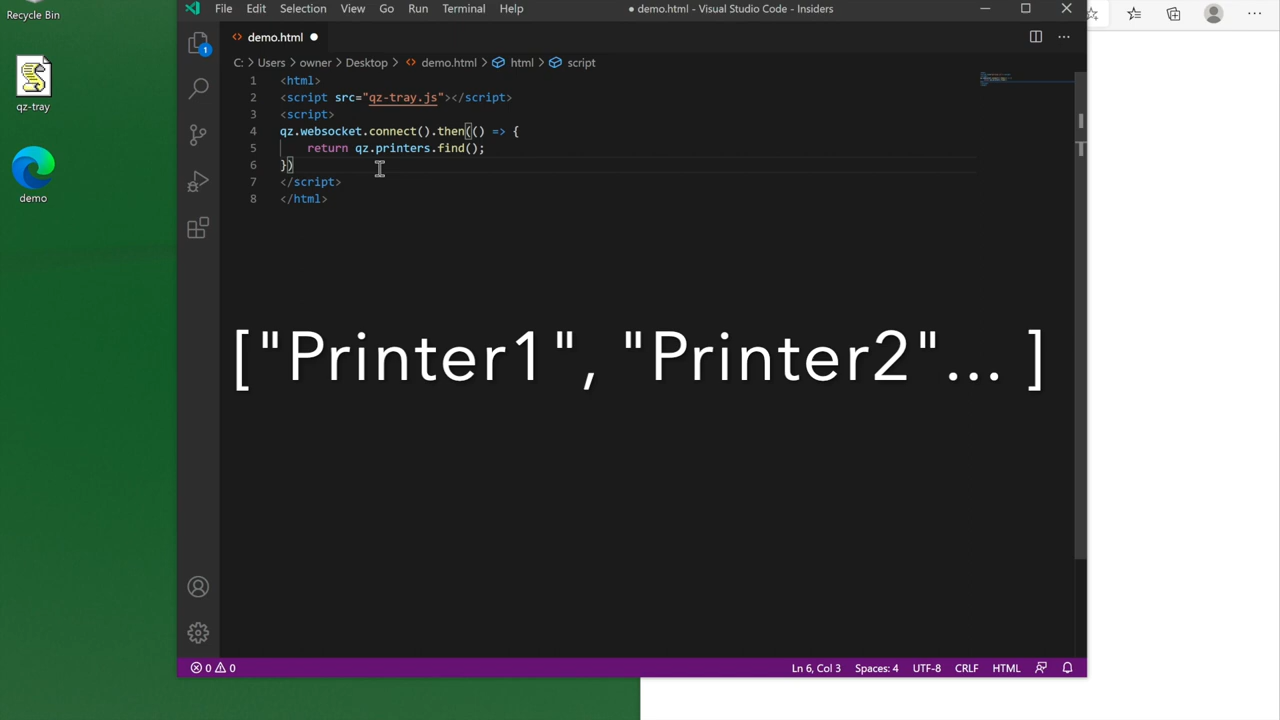 Recycle Bin
qz-tray
demo
File Edit Selection View Go Run Terminal Help
● demo.html - Visual Studio Code - Insiders
demo.html
C: > Users > owner > Desktop > demo.html > html > script
1 <html>
2 <script src="qz-tray.js"></script>
3 <script>
4 qz.websocket.connect().then(() => {
5 return qz.printers.find();
6 })
7 </script>
8 </html>
["Printer1", "Printer2"... ]
1
0 0
Ln 6, Col 3 Spaces: 4 UTF-8 CRLF HTML